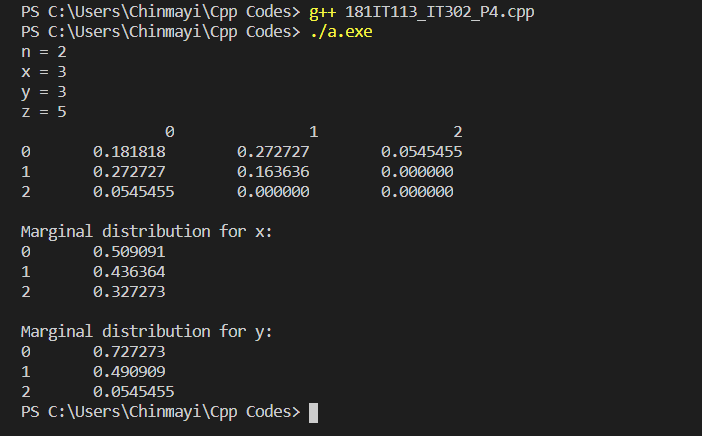 PS C:\Users\Chinmayi\Cpp Codes> g++ 181IT113_IT302_P4.cpp
PS C:\Users\Chinmayi\Cpp Codes> ./a.exe
n = 2
x = 3
y = 3
z = 5
0 1 2
0 0.181818 0.272727 0.0545455
1 0.272727 0.163636 0.000000
2 0.0545455 0.000000 0.000000
Marginal distribution for x:
0 0.509091
1 0.436364
2 0.327273
Marginal distribution for y:
0 0.727273
1 0.490909
2 0.0545455
PS C:\Users\Chinmayi\Cpp Codes>